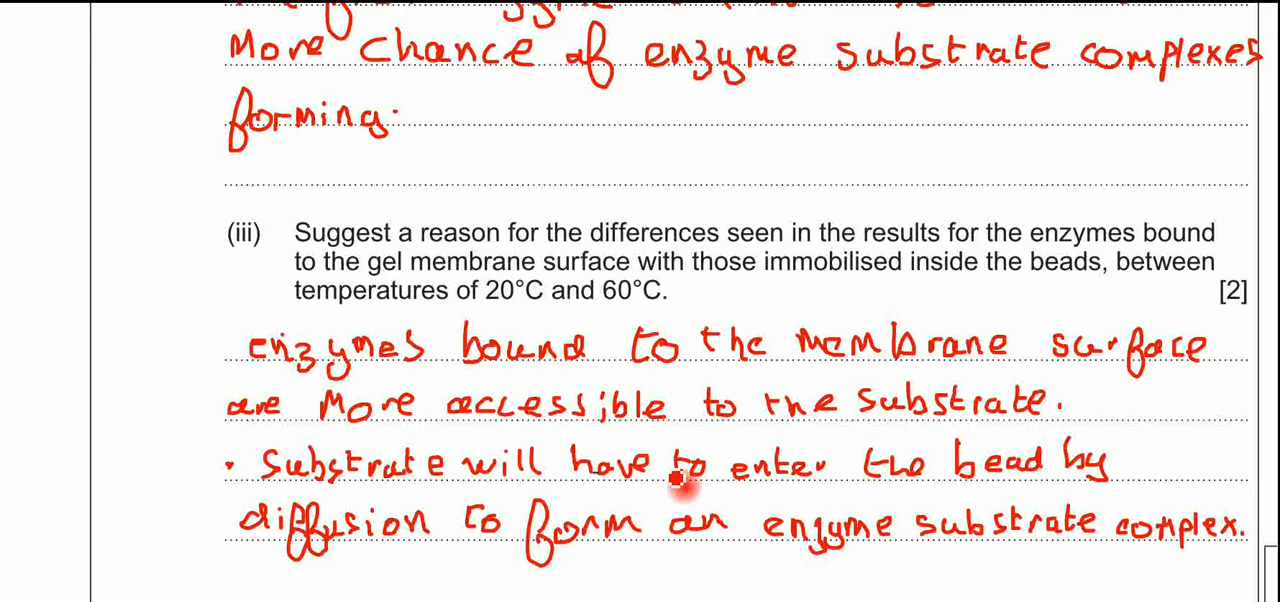 More chance of enzyme substrate complexes
forming.
(iii) Suggest a reason for the differences seen in the results for the enzymes bound
to the gel membrane surface with those immobilised inside the beads, between
temperatures of 20°C and 60°C. [2]
enzymes bound to the membrane surface
are more accessible to the substrate.
• Substrate will have to enter the bead by
diffusion to form an enzyme substrate complex.